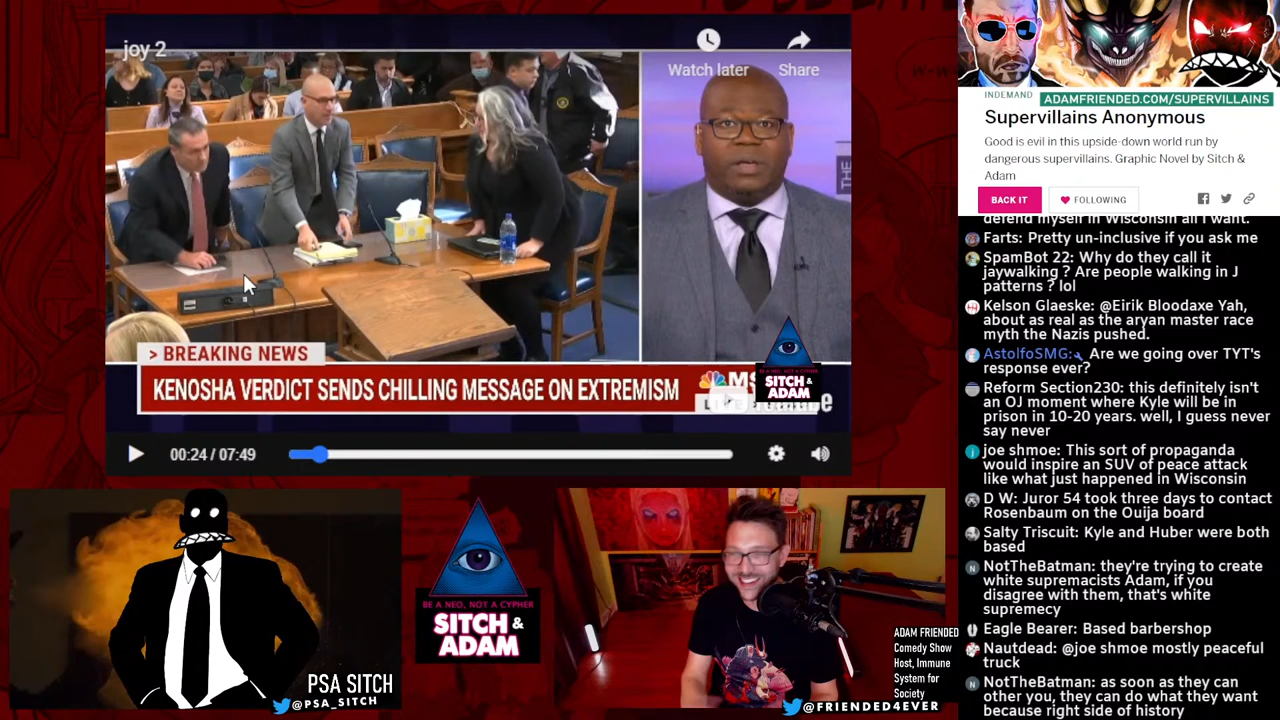 joy 2
Watch later
Share
THE
> BREAKING NEWS
KENOSHA VERDICT SENDS CHILLING MESSAGE ON EXTREMISM
BE A NEO, NOT A CYPHER
SITCH &
ADAM
00:24 / 07:49
PSA SITCH
@PSA_SITCH
BE A NEO, NOT A CYPHER
SITCH &
ADAM
ADAM FRIENDED
Comedy Show
Host, Immune
System for
Society
@FRIENDED4EVER
INDEMAND
ADAMFRIENDED.COM/SUPERVILLAINS
Supervillains Anonymous
Good is evil in this upside-down world run by
dangerous supervillains. Graphic Novel by Sitch &
Adam
BACK IT
FOLLOWING
defend myself in Wisconsin all I want.
Farts: Pretty un-inclusive if you ask me
SpamBot 22: Why do they call it
jaywalking ? Are people walking in J
patterns ? lol
Kelson Glaeske: @Eirik Bloodaxe Yah,
about as real as the aryan master race
myth the Nazis pushed.
AstolfoSMG: Are we going over TYT's
response ever?
Reform Section230: this definitely isn't
an OJ moment where Kyle will be in
prison in 10-20 years. well, I guess never
say never
joe shmoe: This sort of propaganda
would inspire an SUV of peace attack
like what just happened in Wisconsin
D W: Juror 54 took three days to contact
Rosenbaum on the Ouija board
Salty Triscuit: Kyle and Huber were both
based
NotTheBatman: they're trying to create
white supremacists Adam, if you
disagree with them, that's white
supremecy
Eagle Bearer: Based barbershop
Nautdead: @joe shmoe mostly peaceful
truck
NotTheBatman: as soon as they can
other you, they can do what they want
because right side of history